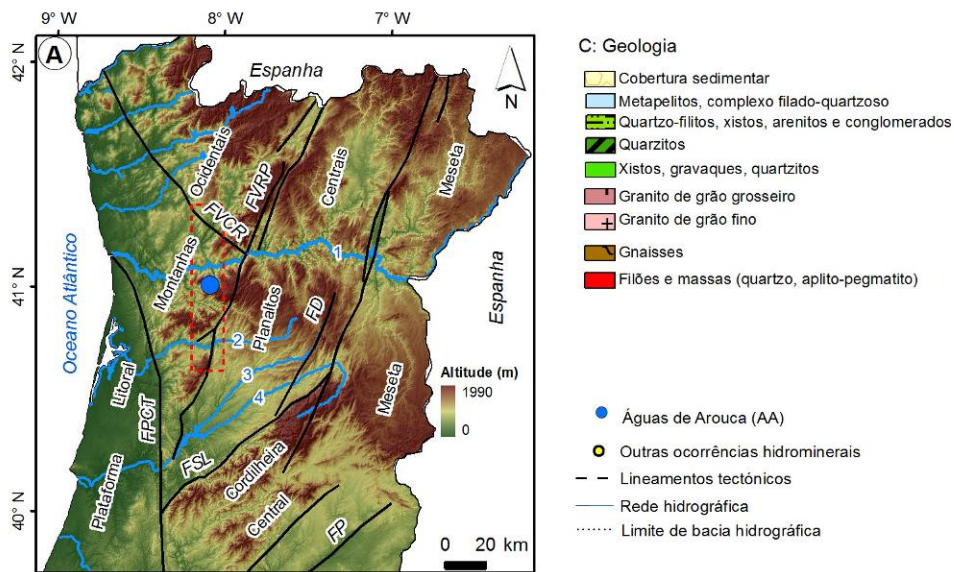 9° W
8° W
7° W
A
42° N
41° N
40° N
Espanha
N
Ocidentais
FVRP
Centrais
Meseta
FVCR
1
Oceano Atlântico
Montanhas
Espanha
Planaltos
FD
2
3
4
Litoral
FPCT
Altitude (m)
1990
0
Meseta
FSL
Cordilheira
Plataforma
Central
FP
0 20 km
C: Geologia
Cobertura sedimentar
Metapelitos, complexo filado-quartzoso
Quartzo-filitos, xistos, arenitos e conglomerados
Quarzitos
Xistos, gravaques, quartzitos
Granito de grão grosseiro
Granito de grão fino
Gnaisses
Filões e massas (quartzo, aplito-pegmatito)
Águas de Arouca (AA)
Outras ocorrências hidrominerais
Lineamentos tectónicos
Rede hidrográfica
Limite de bacia hidrográfica